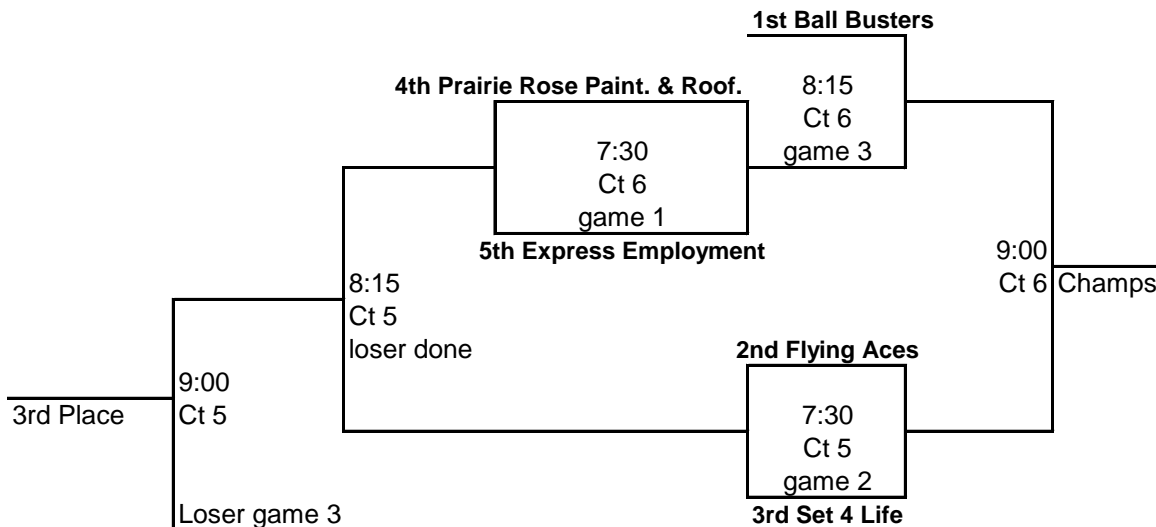 1st Ball Busters
4th Prairie Rose Paint. & Roof.
8:15
Ct 6
game 3
7:30
Ct 6
game 1
5th Express Employment
9:00
Ct 6
Champs
8:15
Ct 5
loser done
2nd Flying Aces
9:00
Ct 5
3rd Place
7:30
Ct 5
game 2
Loser game 3
3rd Set 4 Life